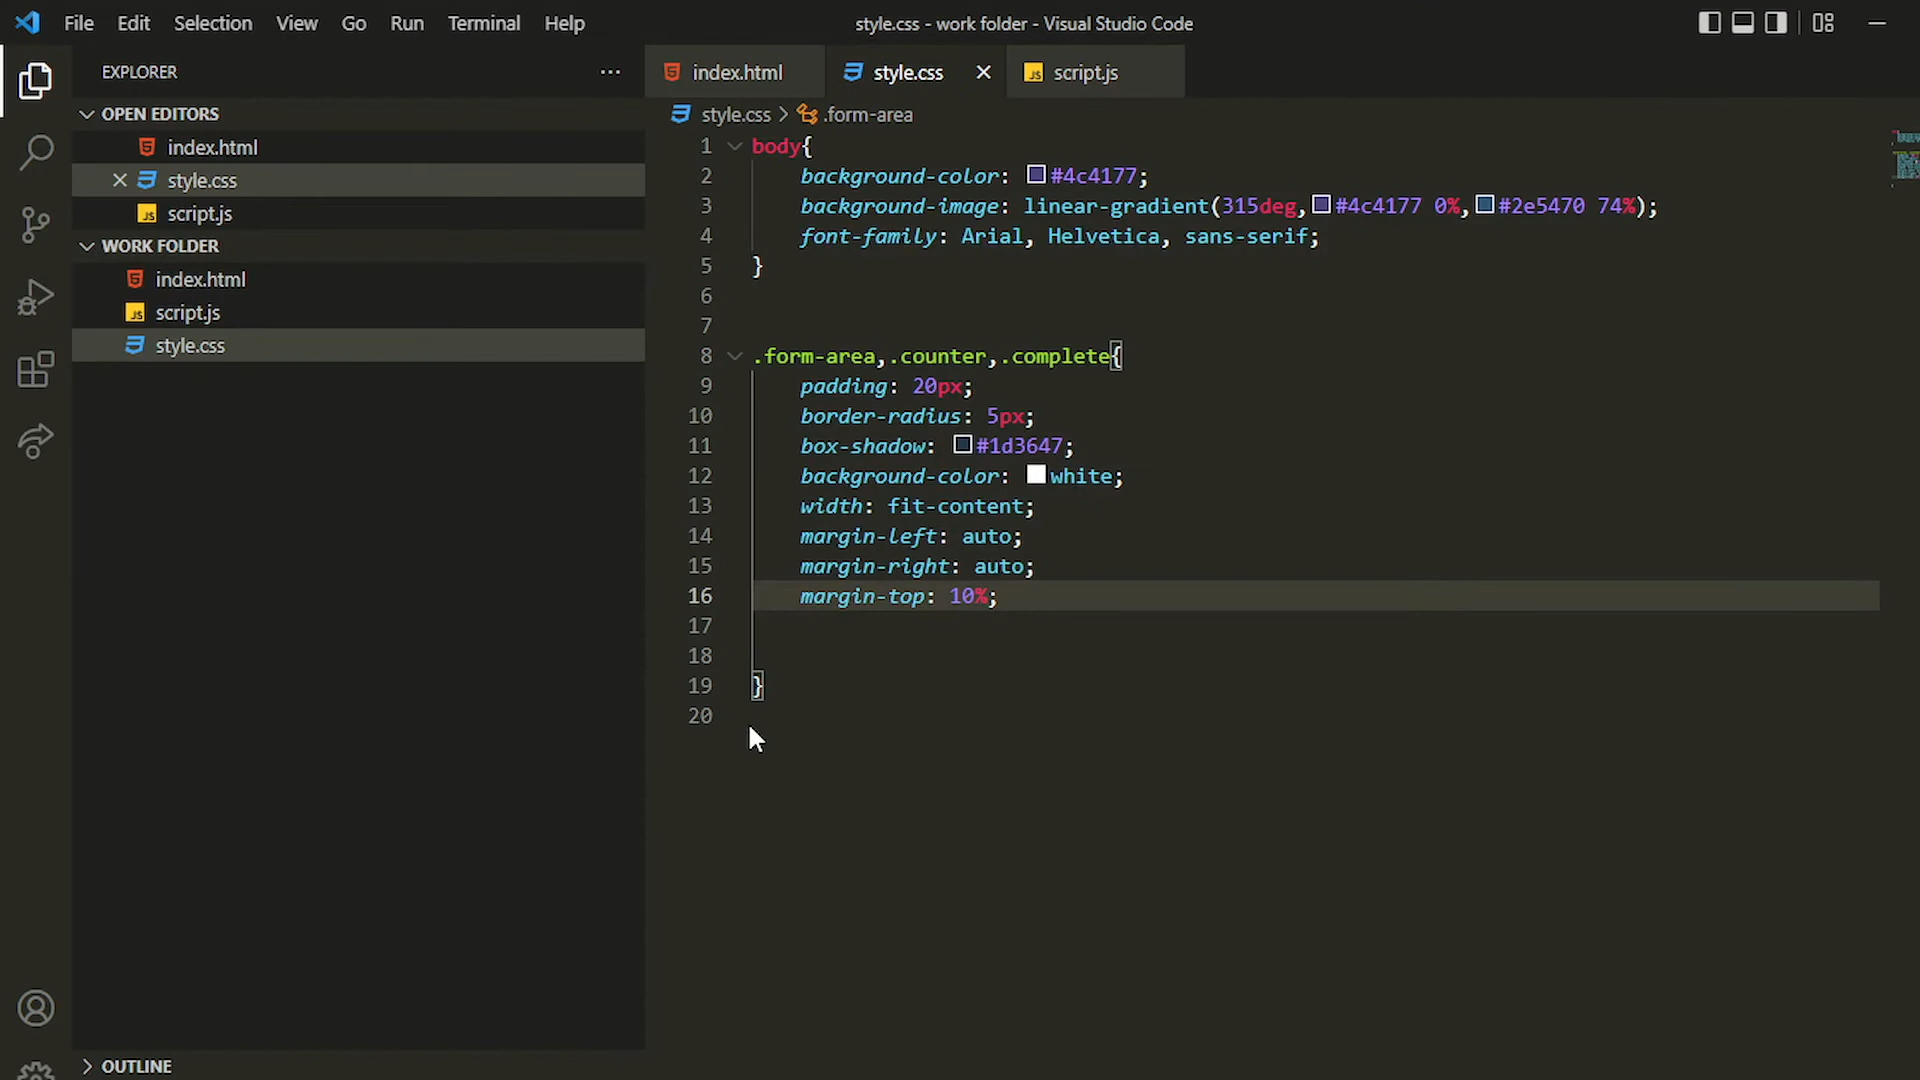 File Edit Selection View Go Run Terminal Help
style.css - work folder - Visual Studio Code
EXPLORER
OPEN EDITORS
index.html
style.css
script.js
WORK FOLDER
index.html
script.js
style.css
OUTLINE
index.html style.css script.js
style.css > .form-area
1 body{
2 background-color: #4c4177;
3 background-image: linear-gradient(315deg, #4c4177 0%, #2e5470 74%);
4 font-family: Arial, Helvetica, sans-serif;
5 }
6
7
8 .form-area,.counter,.complete{
9 padding: 20px;
10 border-radius: 5px;
11 box-shadow: #1d3647;
12 background-color: white;
13 width: fit-content;
14 margin-left: auto;
15 margin-right: auto;
16 margin-top: 10%;
17
18
19 }
20